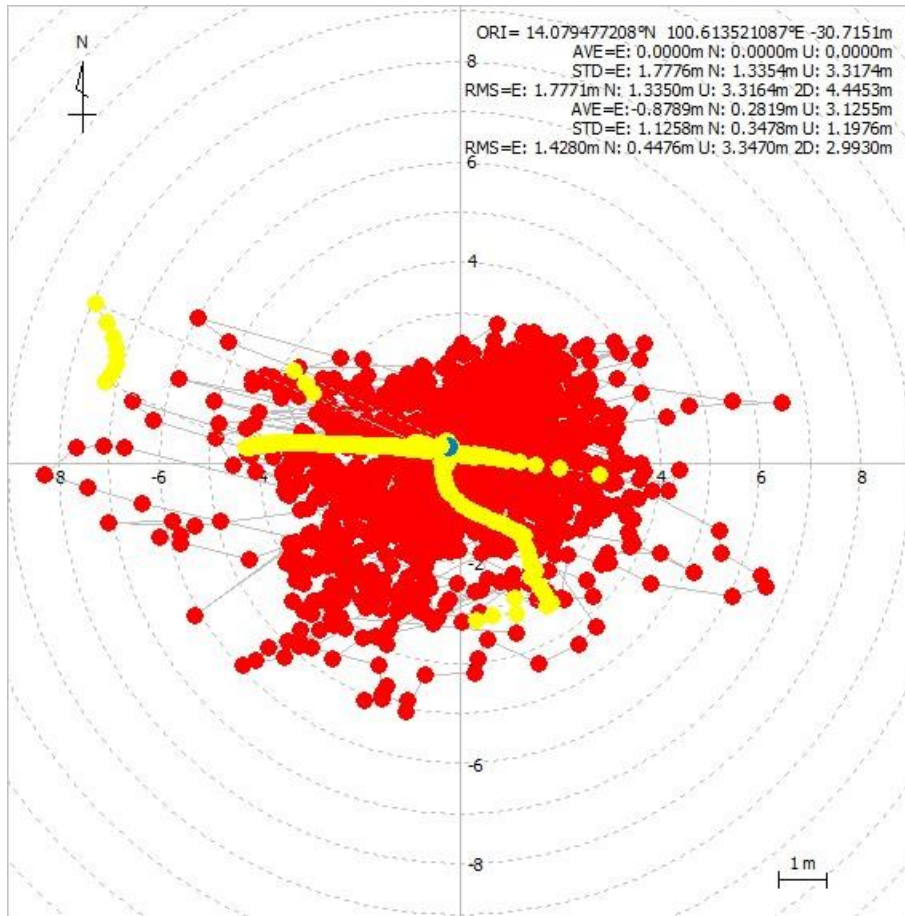 N
ORI= 14.079477208°N 100.613521087°E -30.7151m
AVE=E: 0.0000m N: 0.0000m U: 0.0000m
STD=E: 1.7776m N: 1.3354m U: 3.3174m
RMS=E: 1.7771m N: 1.3350m U: 3.3164m 2D: 4.4453m
AVE=E:-0.8789m N: 0.2819m U: 3.1255m
STD=E: 1.1258m N: 0.3478m U: 1.1976m
RMS=E: 1.4280m N: 0.4476m U: 3.3470m 2D: 2.9930m
8
6
4
-8 -6 -4 4 6 8
-2
-6
-8
1 m